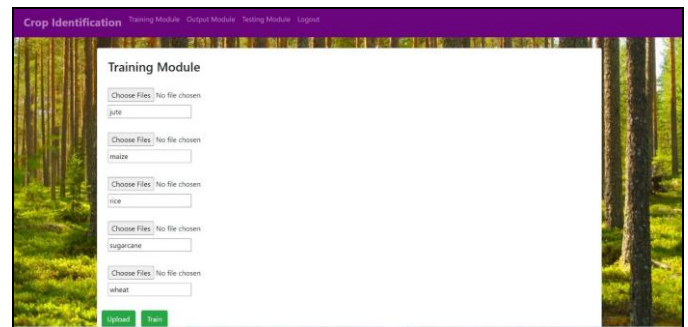 Crop Identification Training Module Output Module Testing Module Logout
Training Module
Choose Files No file chosen
jute
Choose Files No file chosen
maize
Choose Files No file chosen
rice
Choose Files No file chosen
sugarcane
Choose Files No file chosen
wheat
Upload Train